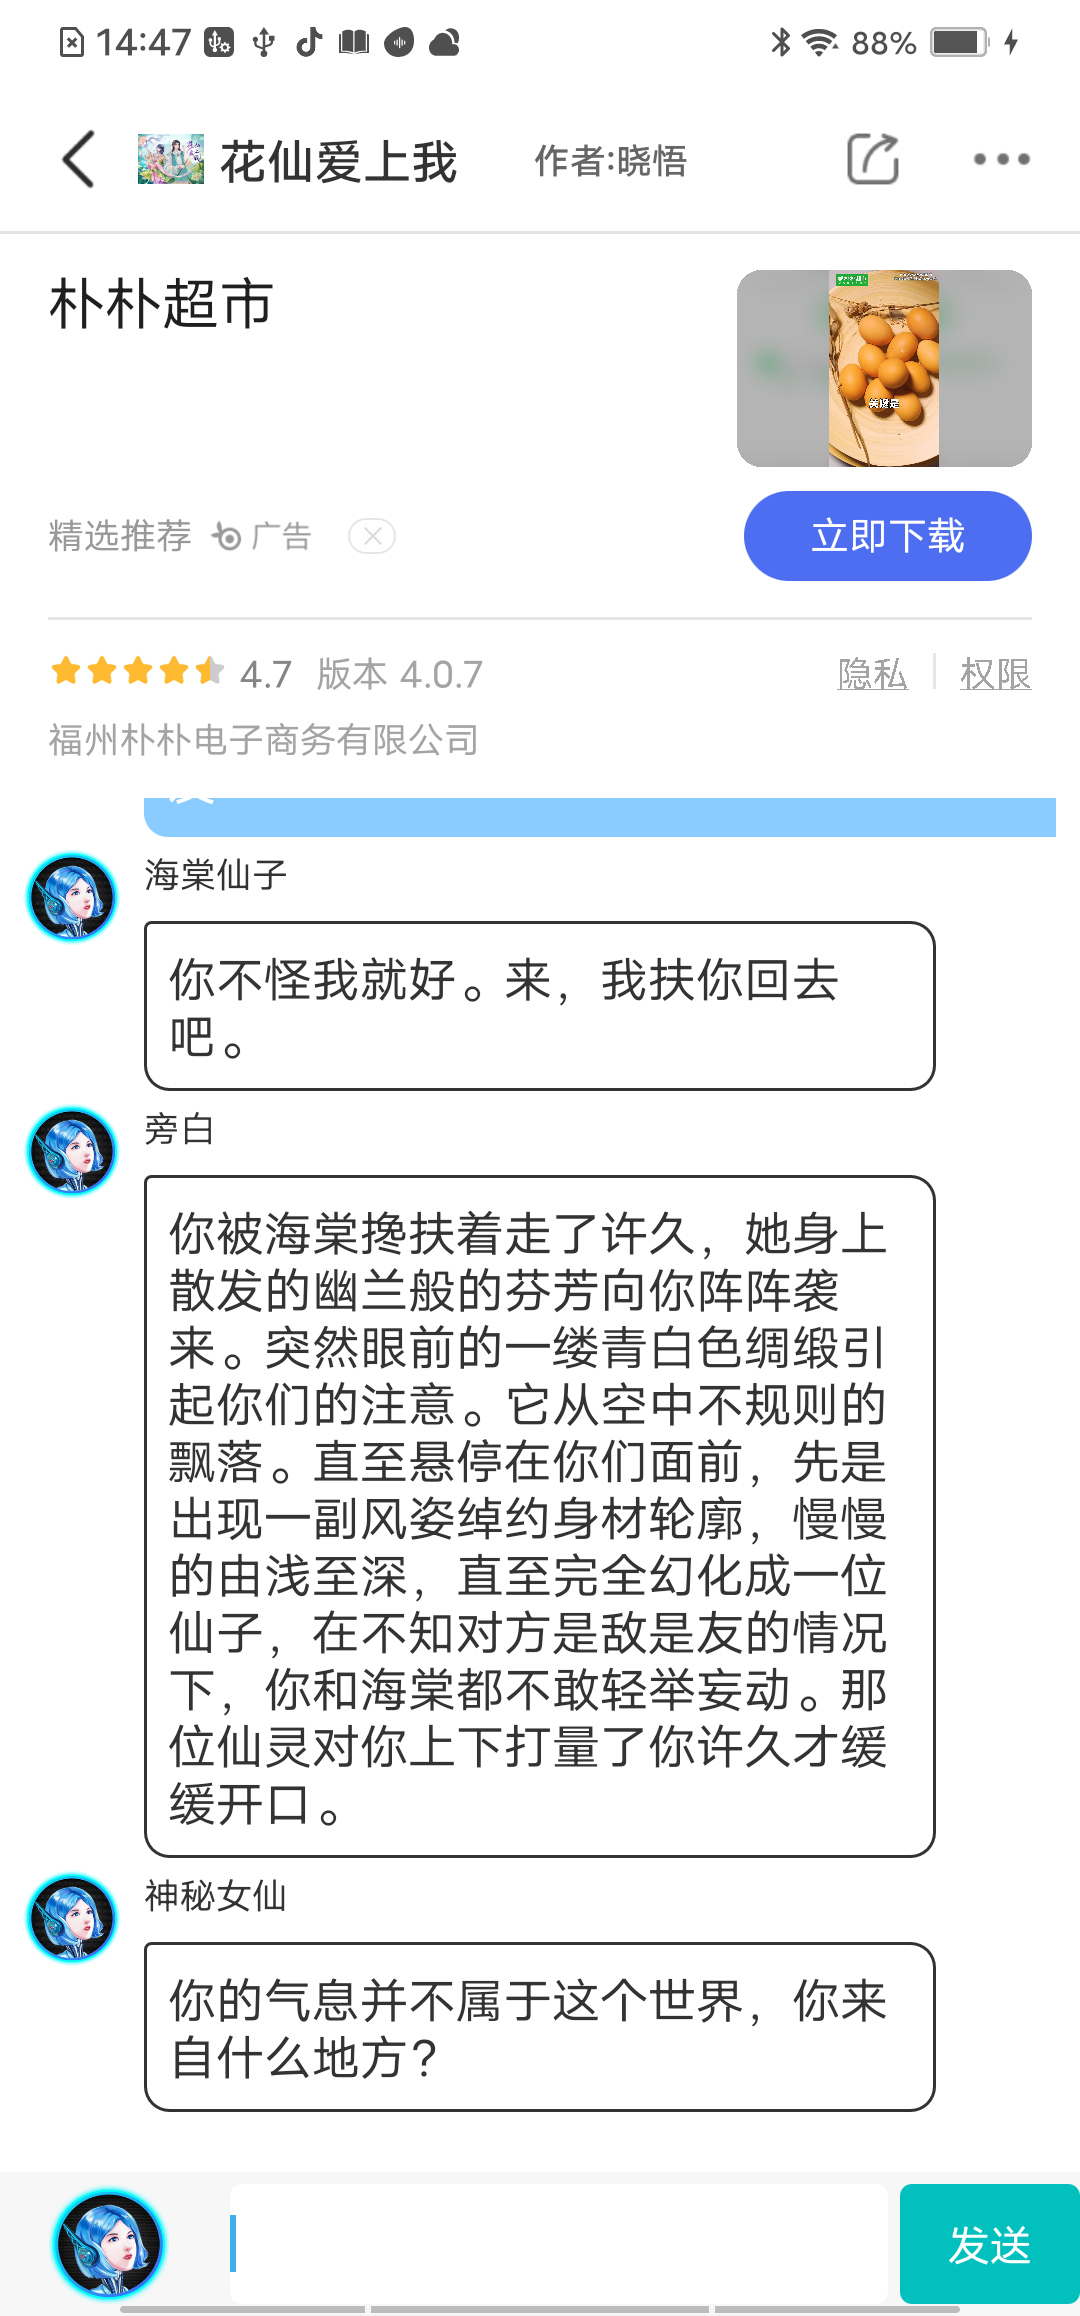 14:47
88%
花仙爱上我
作者:晓悟
朴朴超市
关键是
精选推荐
广告
立即下载
4.7
版本 4.0.7
隐私
权限
福州朴朴电子商务有限公司
海棠仙子
你不怪我就好。来，我扶你回去
吧。
旁白
你被海棠搀扶着走了许久，她身上
散发的幽兰般的芬芳向你阵阵袭
来。突然眼前的一缕青白色绸缎引
起你们的注意。它从空中不规则的
飘落。直至悬停在你们面前，先是
出现一副风姿绰约身材轮廓，慢慢
的由浅至深，直至完全幻化成一位
仙子，在不知对方是敌是友的情况
下，你和海棠都不敢轻举妄动。那
位仙灵对你上下打量了你许久才缓
缓开口。
神秘女仙
你的气息并不属于这个世界，你来
自什么地方？
发送